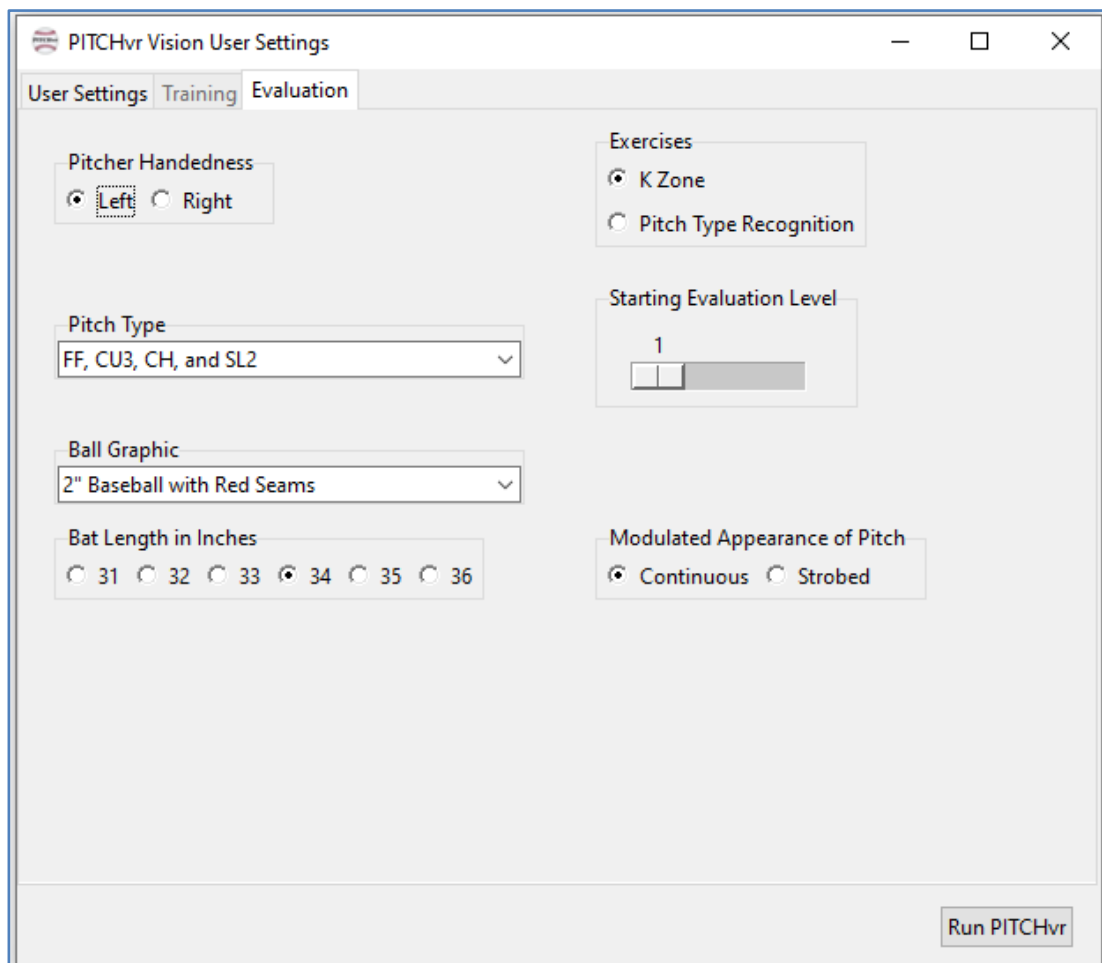 PITCHvr Vision User Settings
User Settings Training Evaluation
Pitcher Handedness
Left Right
Exercises
K Zone
Pitch Type Recognition
Pitch Type
FF, CU3, CH, and SL2
Starting Evaluation Level
1
Ball Graphic
2" Baseball with Red Seams
Bat Length in Inches
31 32 33 34 35 36
Modulated Appearance of Pitch
Continuous Strobed
Run PITCHvr